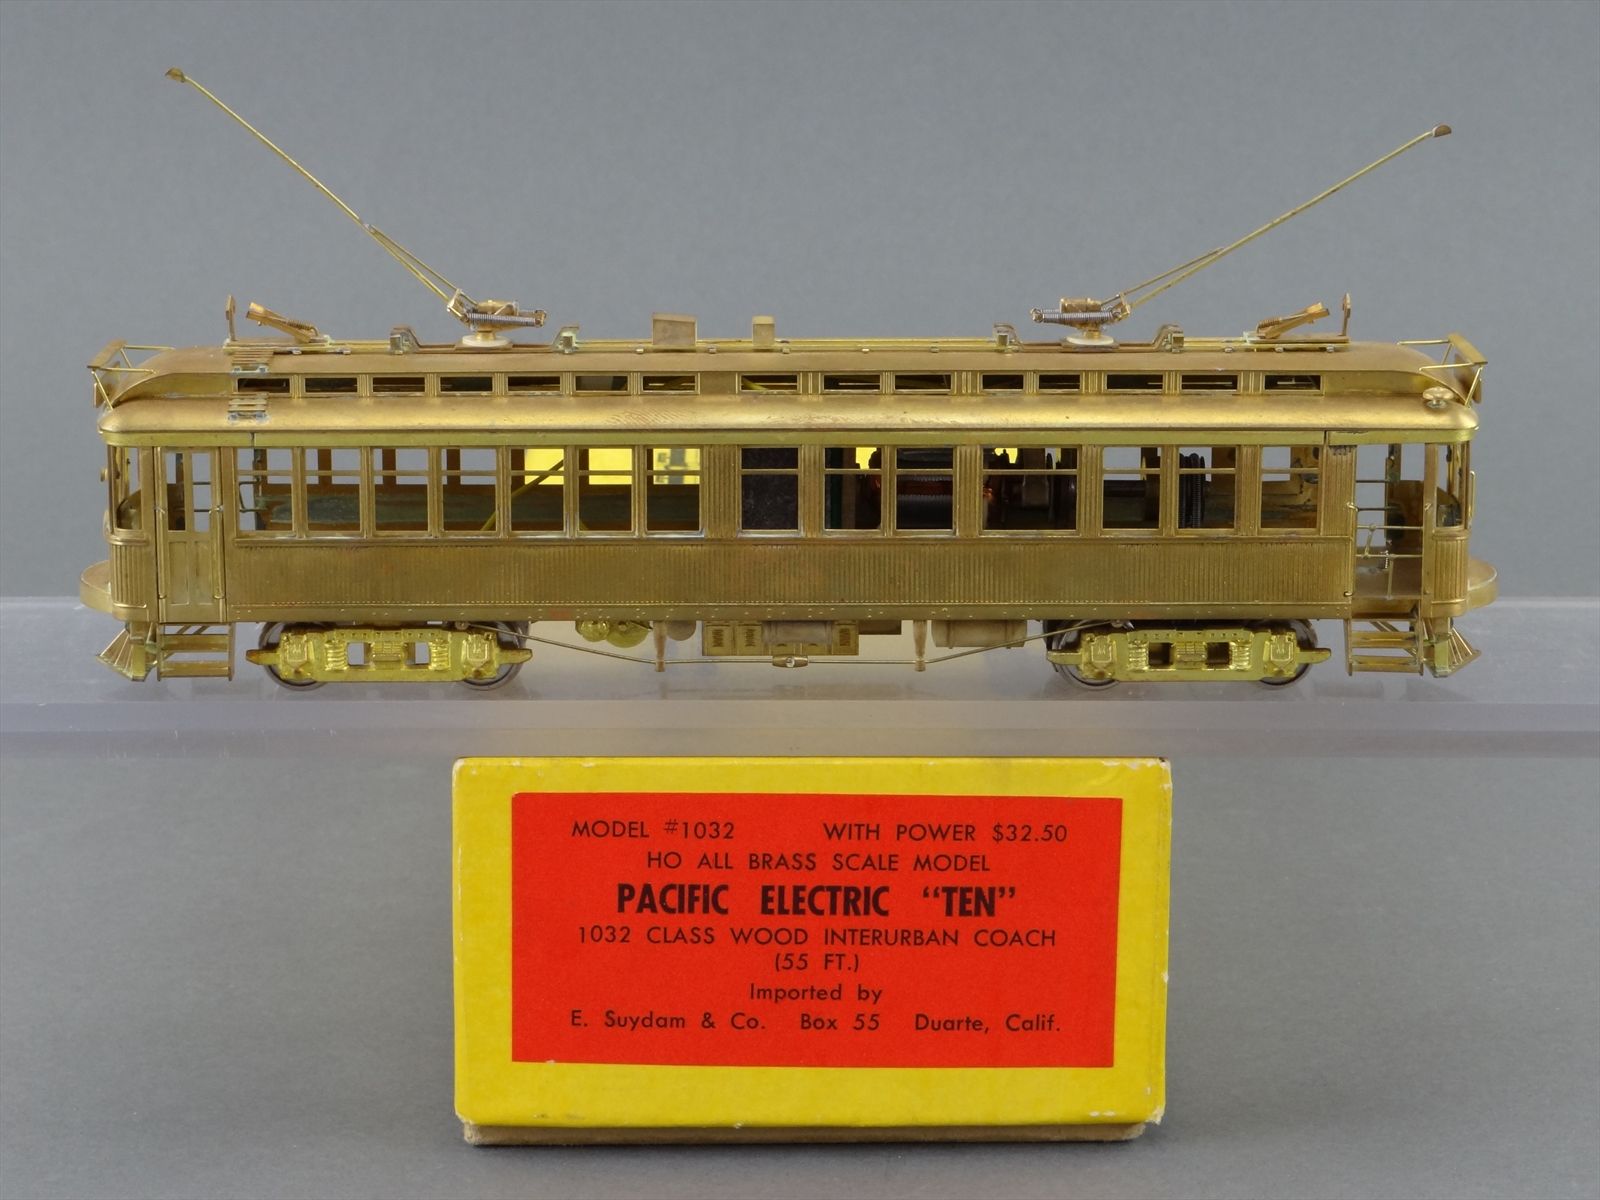 MODEL #1032 WITH POWER $32.50
HO ALL BRASS SCALE MODEL
PACIFIC ELECTRIC “TEN”
1032 CLASS WOOD INTERURBAN COACH
(55 FT.)
Imported by
E. Suydam & Co. Box 55 Duarte, Calif.